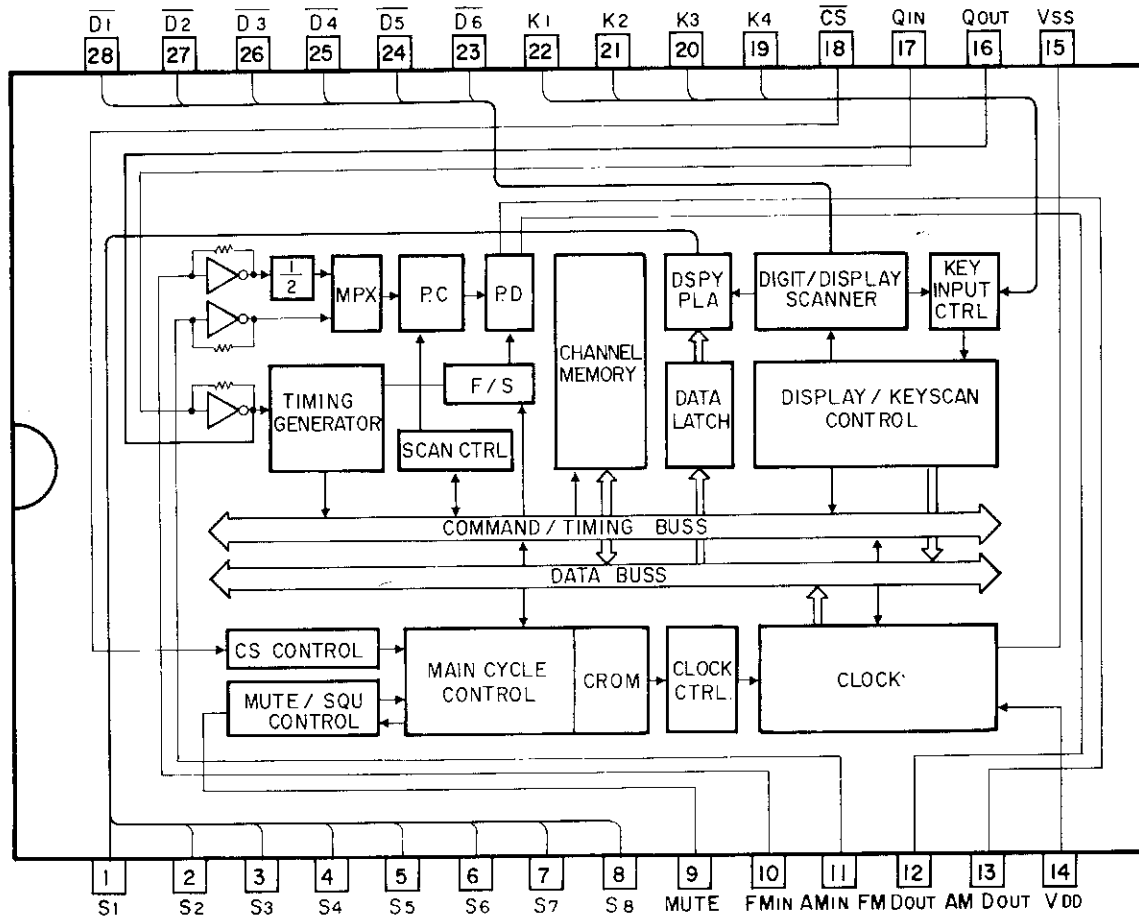 D1 D2 D3 D4 D5 D6 K1 K2 K3 K4 CS QIN QOUT VSS
28 27 26 25 24 23 22 21 20 19 18 17 16 15
1/2
MPX
P.C
P.D
CHANNEL
MEMORY
DSPY
PLA
DIGIT/DISPLAY
SCANNER
KEY
INPUT
CTRL
TIMING
GENERATOR
F/S
SCAN CTRL
DATA
LATCH
DISPLAY / KEYSCAN
CONTROL
COMMAND / TIMING BUSS
DATA BUSS
CS CONTROL
MUTE / SQU
CONTROL
MAIN CYCLE
CONTROL
CROM
CLOCK
CTRL.
CLOCK
1 2 3 4 5 6 7 8 9 10 11 12 13 14
S1 S2 S3 S4 S5 S6 S7 S8 MUTE FMIN AMIN FM DOUT AM DOUT VDD